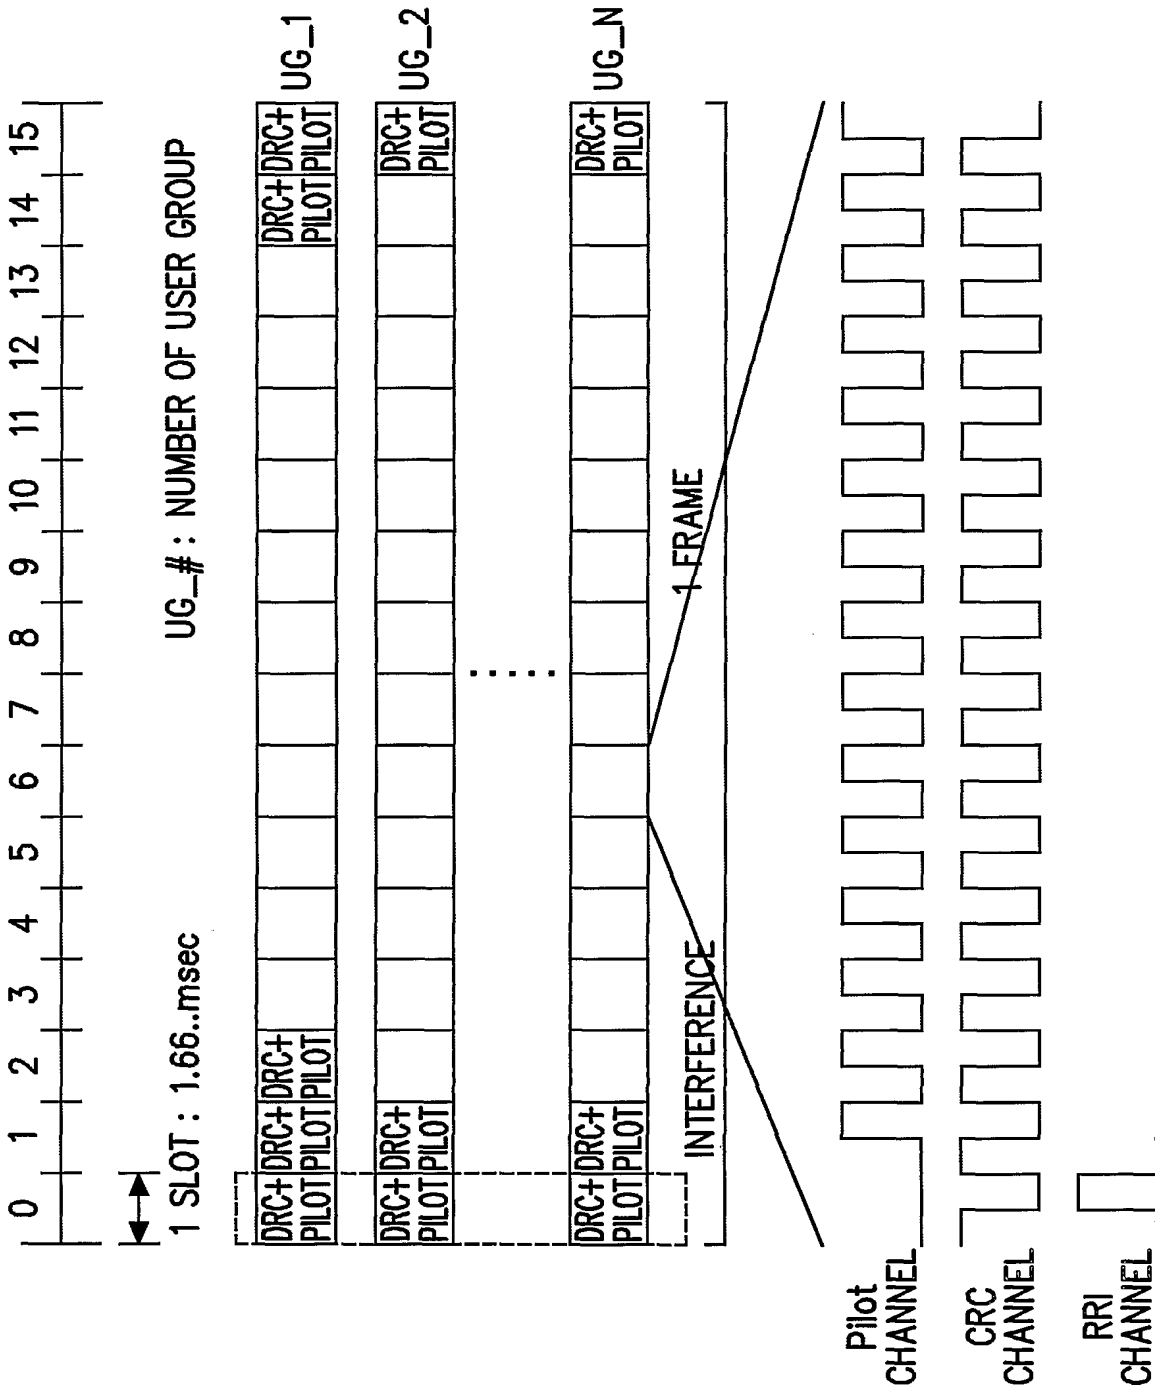 0 1 2 3 4 5 6 7 8 9 10 11 12 13 14 15
1 SLOT : 1.66..msec
UG_# : NUMBER OF USER GROUP
DRC+ DRC+ DRC+ DRC+ DRC+
PILOT PILOT PILOT PILOT PILOT
UG_1
DRC+ DRC+ DRC+
PILOT PILOT PILOT
UG_2
DRC+ DRC+ DRC+
PILOT PILOT PILOT
UG_N
INTERFERENCE
1 FRAME
Pilot
CHANNEL
CRC
CHANNEL
RRI
CHANNEL